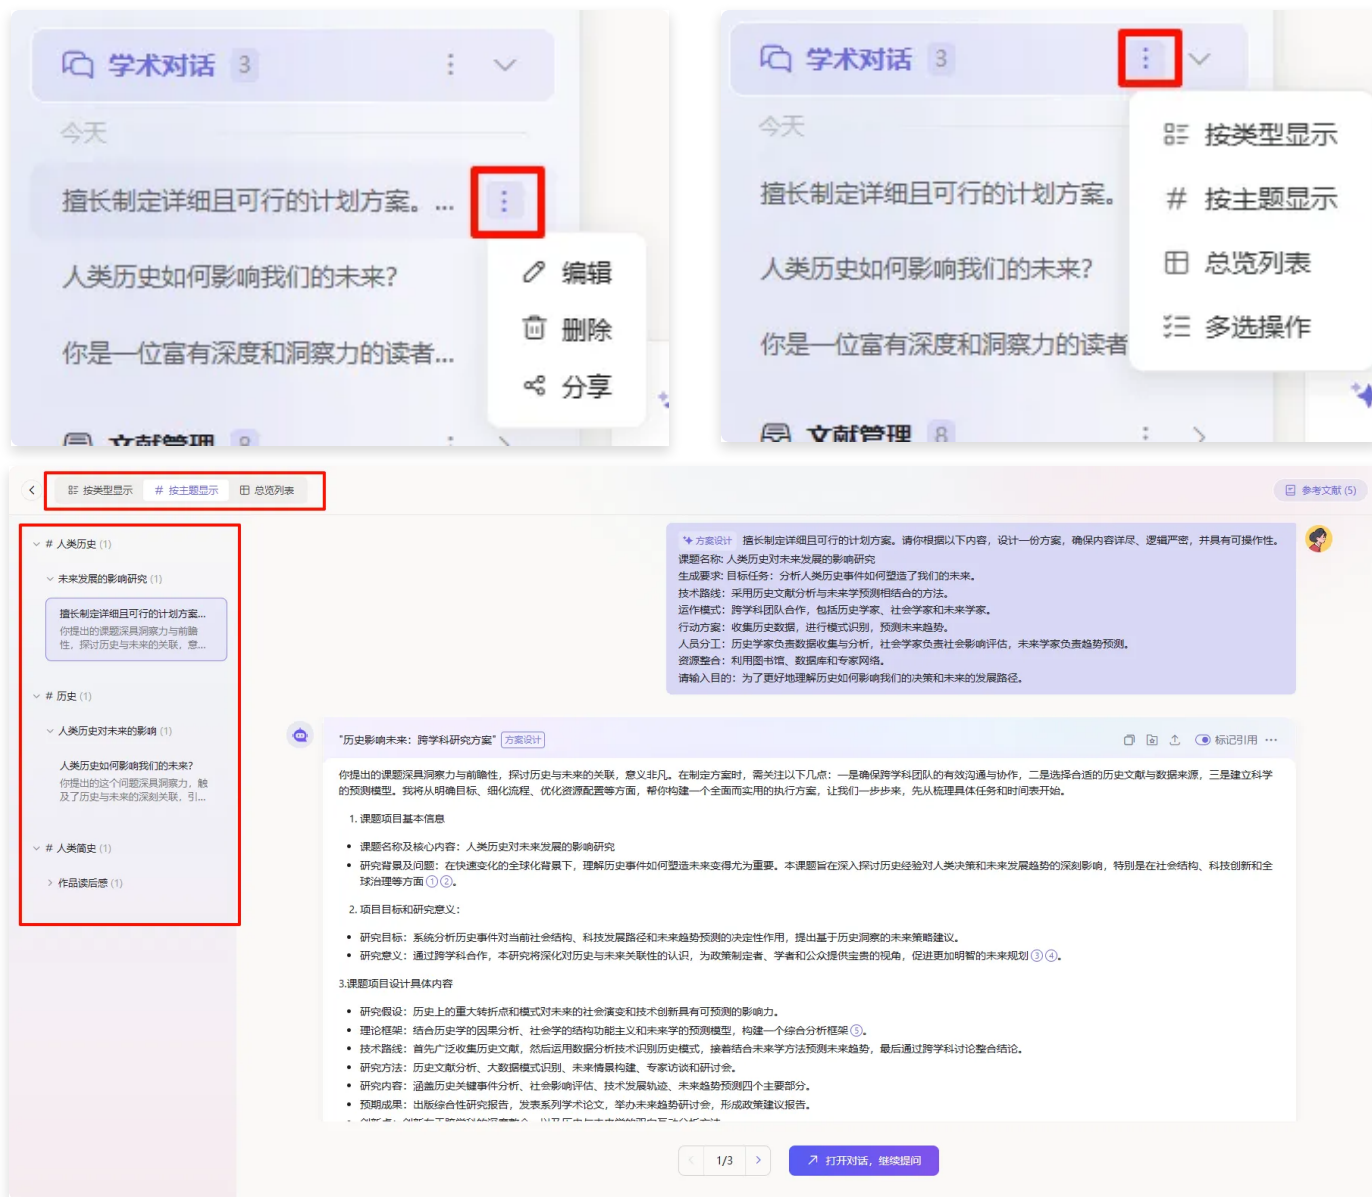 学术对话 3
今天
擅长制定详细且可行的计划方案。...
人类历史如何影响我们的未来?
你是一位富有深度和洞察力的读者...
文献管理 8
编辑
删除
分享
学术对话 3
今天
擅长制定详细且可行的计划方案。
人类历史如何影响我们的未来?
你是一位富有深度和洞察力的读者
文献管理 8
按类型显示
# 按主题显示
总览列表
多选操作
按类型显示 # 按主题显示 总览列表
参考文献 (5)
# 人类历史 (1)
未来发展的影响研究 (1)
擅长制定详细且可行的计划方案...
你提出的课题深具洞察力与前瞻
性，探讨历史与未来的关联，意...
# 历史 (1)
人类历史对未来的影响 (1)
人类历史如何影响我们的未来?
你提出的这个问题深具洞察力，触
及了历史与未来的深刻关联，引...
# 人类简史 (1)
作品读后感 (1)
方案设计 擅长制定详细且可行的计划方案。请你根据以下内容，设计一份方案，确保内容详尽、逻辑严密，并具有可操作性。
课题名称: 人类历史对未来发展的影响研究
生成要求: 目标任务：分析人类历史事件如何塑造了我们的未来。
技术路线：采用历史文献分析与未来学预测相结合的方法。
运作模式：跨学科团队合作，包括历史学家、社会学家和未来学家。
行动方案：收集历史数据，进行模式识别，预测未来趋势。
人员分工：历史学家负责数据收集与分析，社会学家负责社会影响评估，未来学家负责趋势预测。
资源整合：利用图书馆、数据库和专家网络。
请输入目的：为了更好地理解历史如何影响我们的决策和未来的发展路径。
"历史影响未来：跨学科研究方案" 方案设计
标记引用
你提出的课题深具洞察力与前瞻性，探讨历史与未来的关联，意义非凡。在制定方案时，需关注以下几点：一是确保跨学科团队的有效沟通与协作，二是选择合适的历史文献与数据来源，三是建立科学
的预测模型。我将从明确目标、细化流程、优化资源配置等方面，帮你构建一个全面而实用的执行方案，让我们一步步来，先从梳理具体任务和时间表开始。
1. 课题项目基本信息
• 课题名称及核心内容：人类历史对未来发展的影响研究
• 研究背景及问题：在快速变化的全球化背景下，理解历史事件如何塑造未来变得尤为重要。本课题旨在深入探讨历史经验对人类决策和未来发展趋势的深刻影响，特别是在社会结构、科技创新和全
球治理等方面①②。
2. 项目目标和研究意义：
• 研究目标：系统分析历史事件对当前社会结构、科技发展路径和未来趋势预测的决定性作用，提出基于历史洞察的未来策略建议。
• 研究意义：通过跨学科合作，本研究将深化对历史与未来关联性的认识，为政策制定者、学者和公众提供宝贵的视角，促进更加明智的未来规划③④。
3.课题项目设计具体内容
• 研究假设：历史上的重大转折点和模式对未来的社会演变和技术创新具有可预测的影响力。
• 理论框架：结合历史学的因果分析、社会学的结构功能主义和未来学的预测模型，构建一个综合分析框架⑤。
• 技术路线：首先广泛收集历史文献，然后运用数据分析技术识别历史模式，接着结合未来学方法预测未来趋势，最后通过跨学科讨论整合结论。
• 研究方法：历史文献分析、大数据模式识别、未来情景构建、专家访谈和研讨会。
• 研究内容：涵盖历史关键事件分析、社会影响评估、技术发展轨迹、未来趋势预测四个主要部分。
• 预期成果：出版综合性研究报告，发表系列学术论文，举办未来趋势研讨会，形成政策建议报告。
1/3
打开对话，继续提问